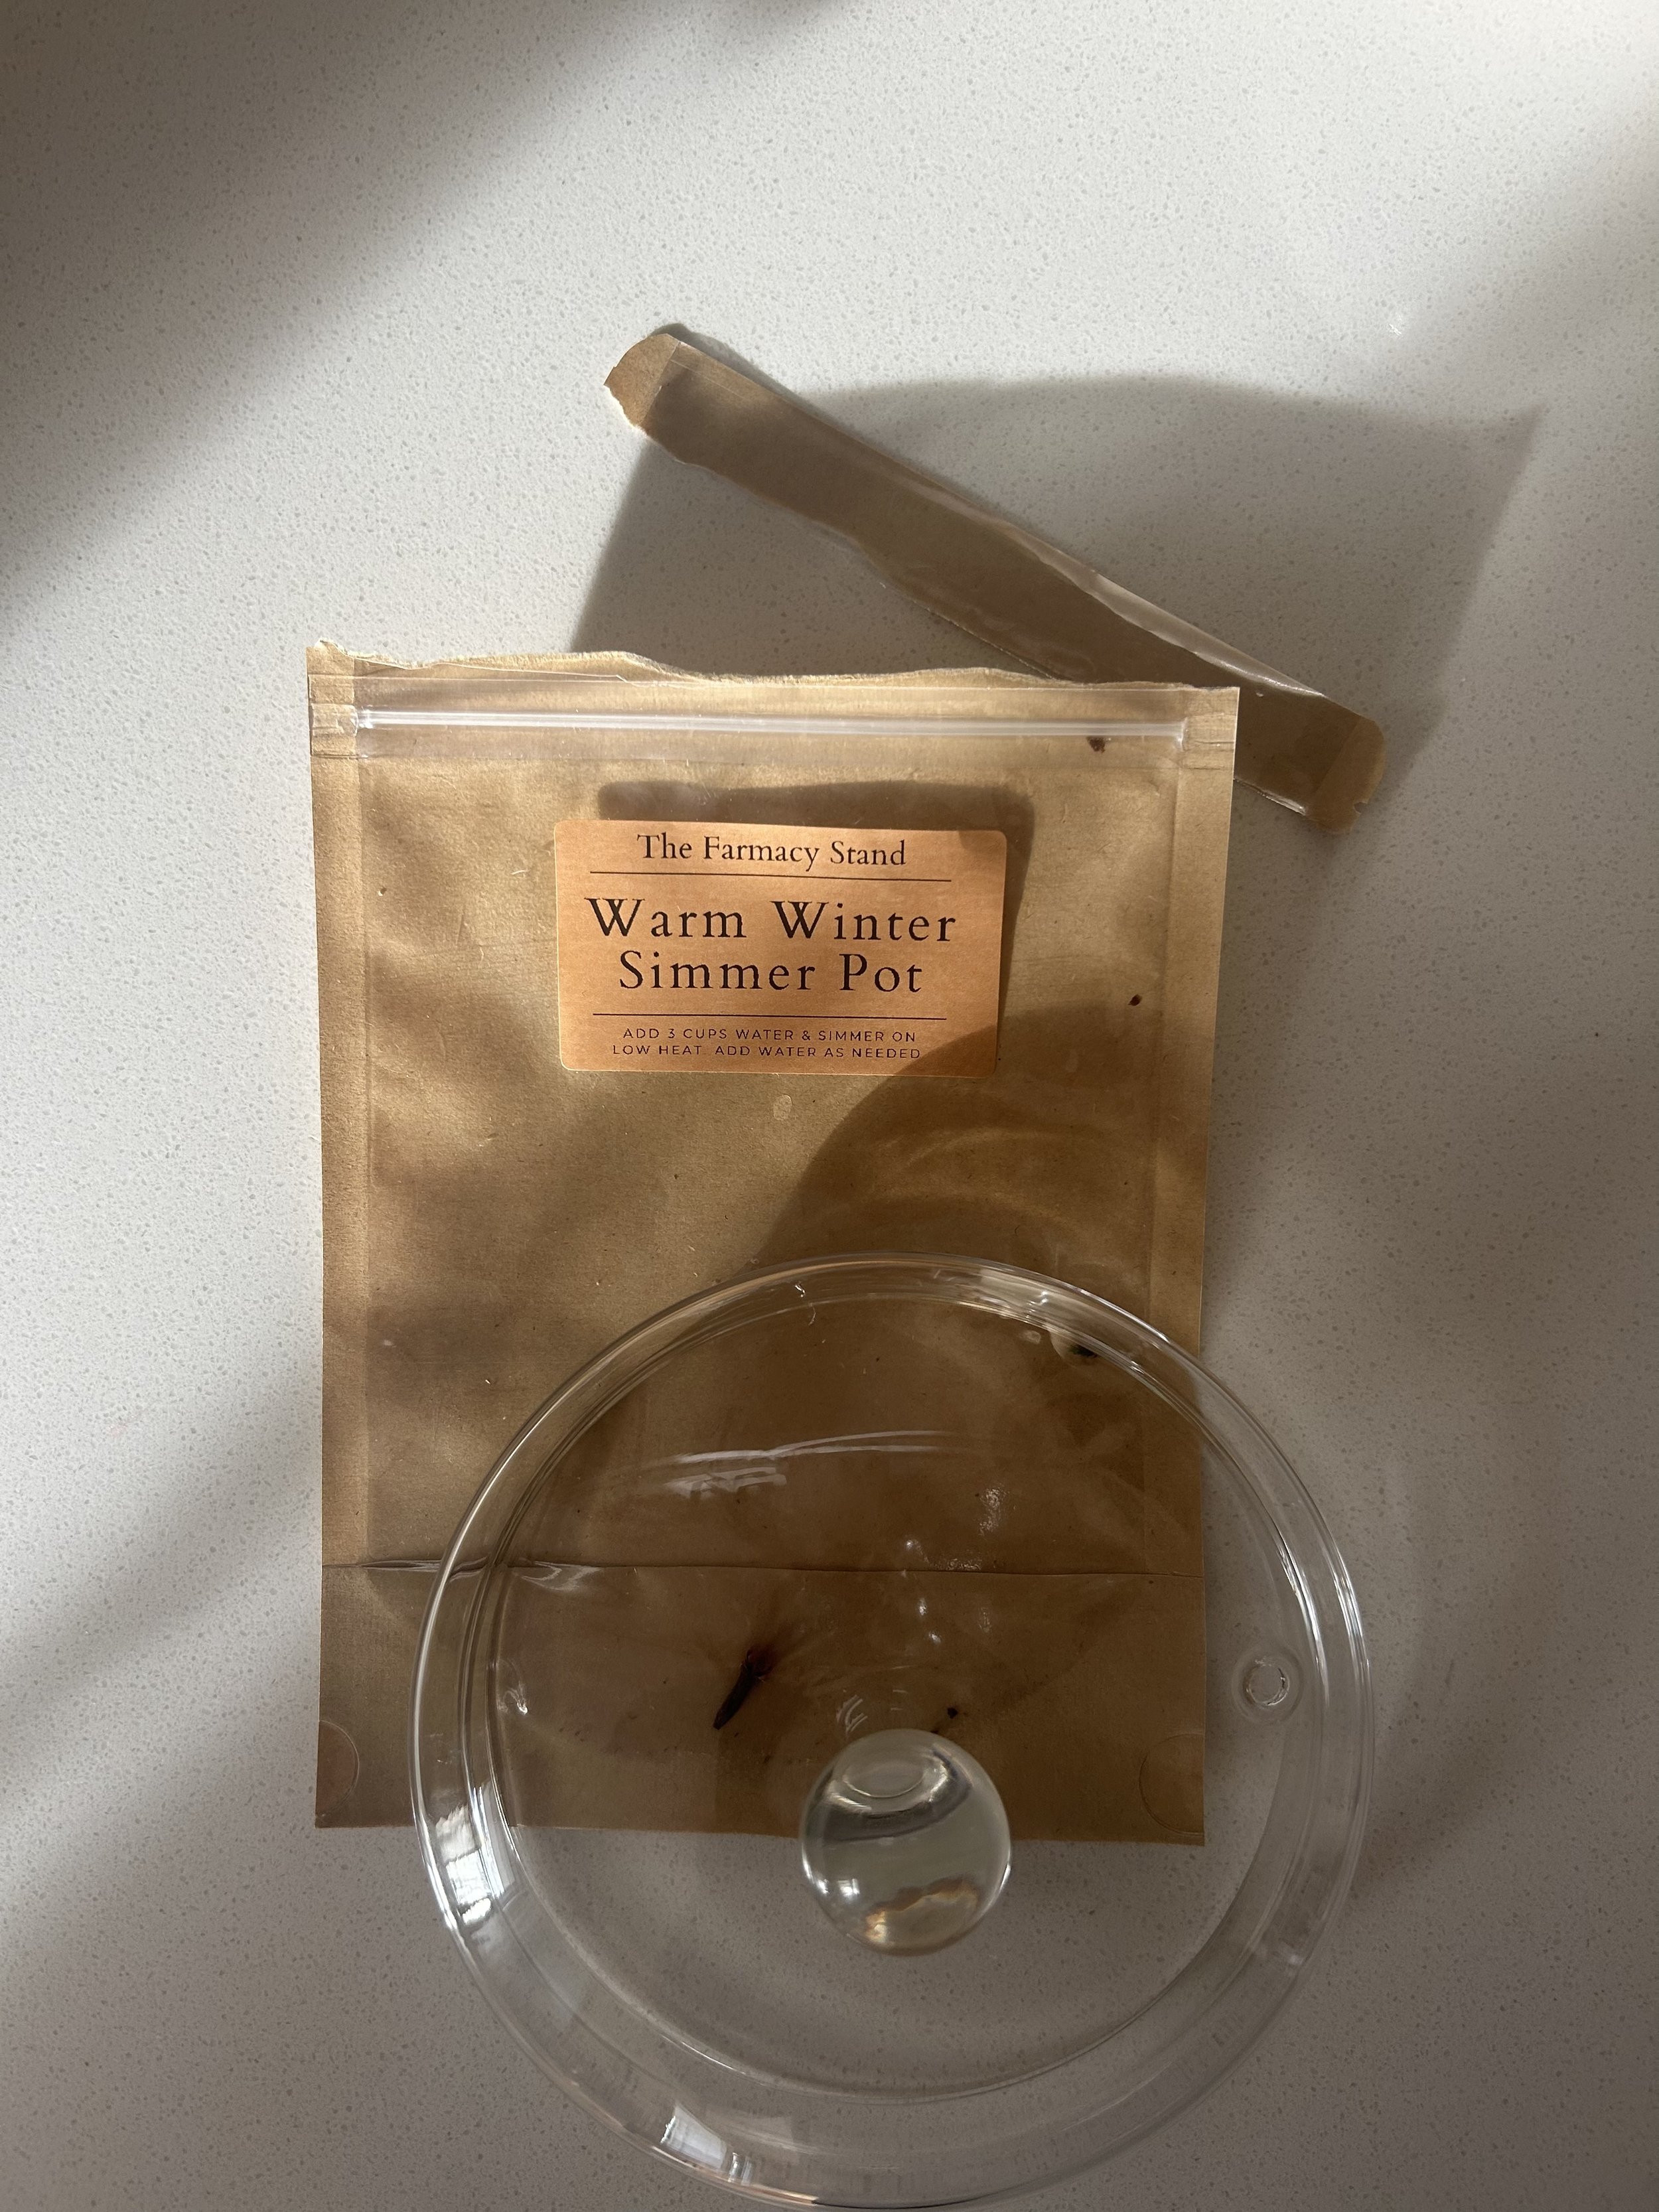 The Farmacy Stand
Warm Winter
Simmer Pot
ADD 3 CUPS WATER & SIMMER ON
LOW HEAT. ADD WATER AS NEEDED